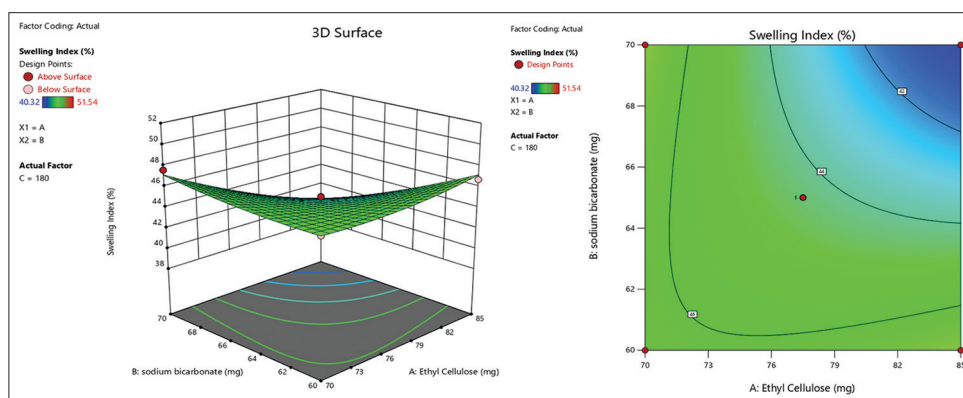 Factor Coding: Actual
3D Surface
Swelling Index (%)
Design Points:
Above Surface
Below Surface
40.32 51.54
X1 = A
X2 = B
Actual Factor
C = 180
Swelling Index (%)
52
50
50
48
46
44
42
40
38
70
68
66
64
62
60
B: sodium bicarbonate (mg)
70
73
76
79
82
85
A: Ethyl Cellulose (mg)
Factor Coding: Actual
Swelling Index (%)
Design Points
40.32 51.54
X1 = A
X2 = B
Actual Factor
C = 180
Swelling Index (%)
70
68
66
64
62
60
B: sodium bicarbonate (mg)
42
44
1
46
70
73
76
79
82
85
A: Ethyl Cellulose (mg)